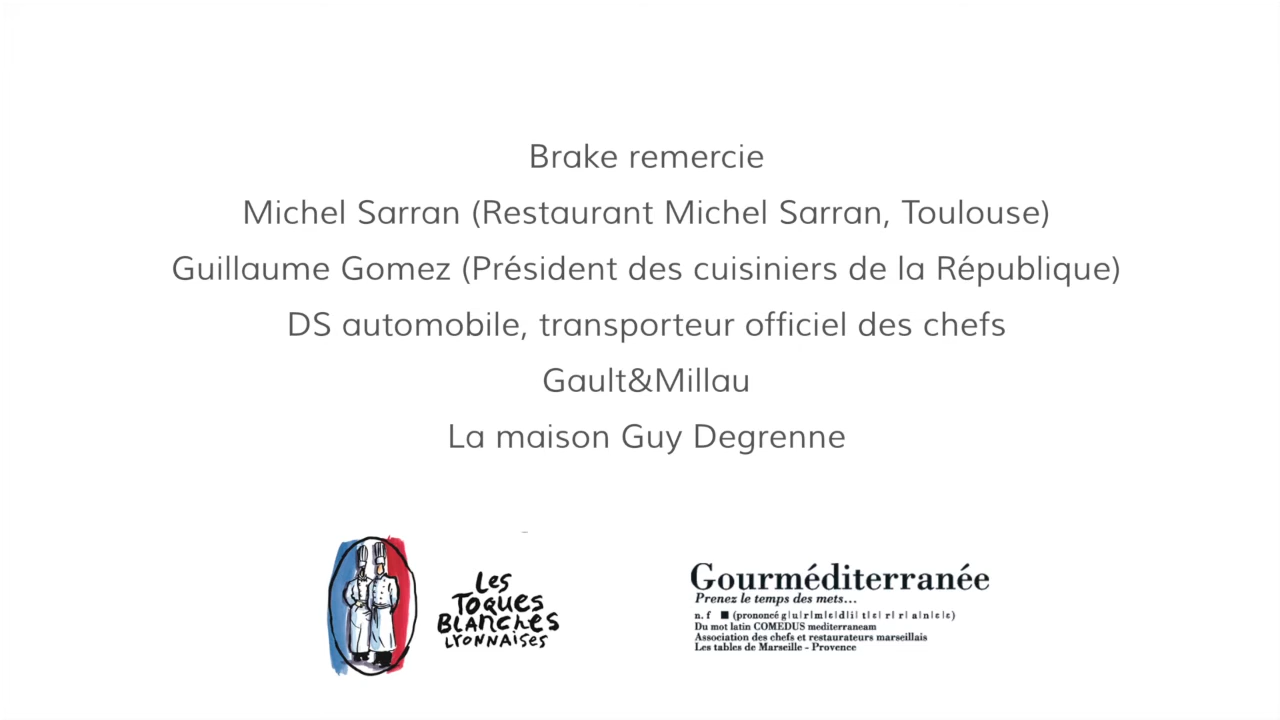 Brake remercie
Michel Sarran (Restaurant Michel Sarran, Toulouse)
Guillaume Gomez (Président des cuisiniers de la République)
DS automobile, transporteur officiel des chefs
Gault&Millau
La maison Guy Degrenne
Les
Toques
Blanches
Lyonnaises
Gourméditerranée
Prenez le temps des mets...
n. f ■ (prononcé
Du mot latin COMEDUS mediterraneam
Association des chefs et restaurateurs marseillais
Les tables de Marseille - Provence